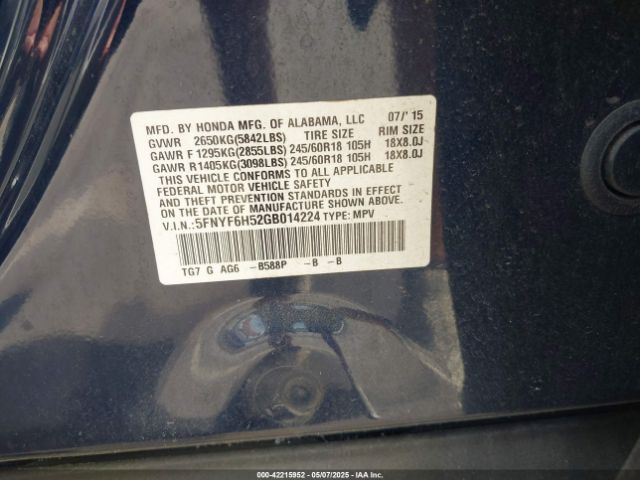 MFD. BY HONDA MFG. OF ALABAMA, LLC 07/'15
GVWR 2650KG(5842LBS) TIRE SIZE RIM SIZE
GAWR F 1295KG(2855LBS) 245/60R18 105H 18X8.0J
GAWR R 1405KG(3098LBS) 245/60R18 105H 18X8.0J
THIS VEHICLE CONFORMS TO ALL APPLICABLE
FEDERAL MOTOR VEHICLE SAFETY
AND THEFT PREVENTION STANDARDS IN EFFECT
ON THE DATE OF MANUFACTURE SHOWN ABOVE.
V.I.N.:5FNYF6H52GB014224 TYPE: MPV
TG7 G AG6 -B588P -B -B
000-42215952 05/07/2025 IAA Inc.